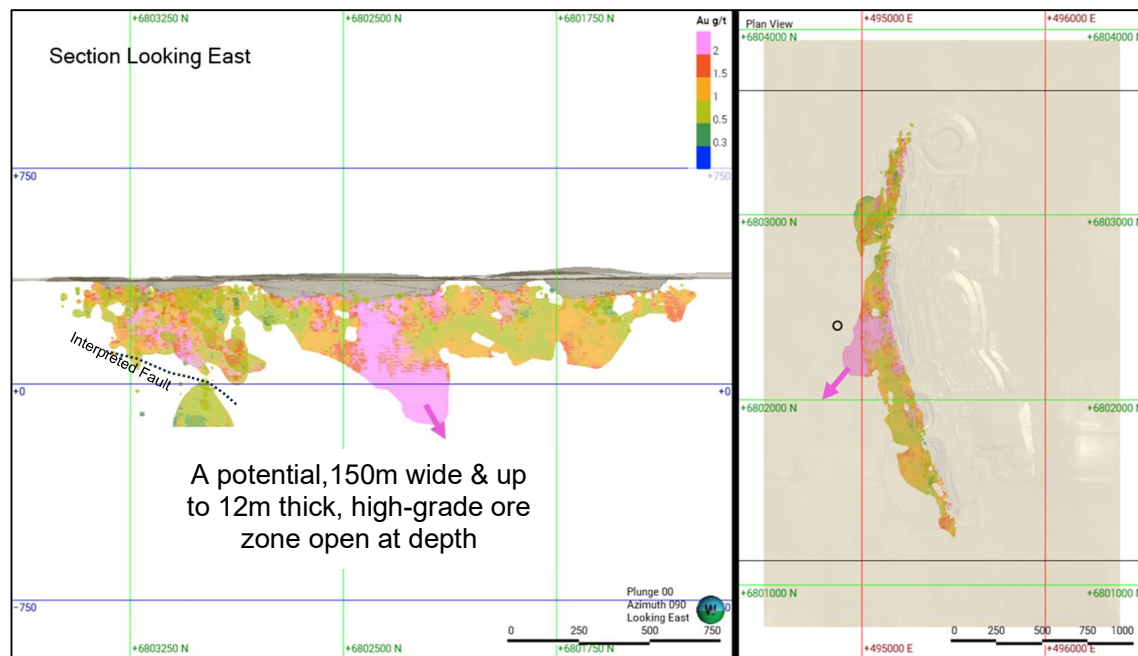 +6803250 N
+6802500 N
+6801750 N
Au g/t
Section Looking East
2
1.5
1
0.5
0.3
+750
+750
Interpreted Fault
+0
+0
A potential,150m wide & up
to 12m thick, high-grade ore
zone open at depth
-750
Plunge 00
Azimuth 090
Looking East
W
0
250
500
750
+6803250 N
+6802500 N
+6801750 N
Plan View
+495000 E
+496000 E
+6804000 N
+6804000 N
+6803000 N
+6803000 N
+6802000 N
+6802000 N
+6801000 N
+6801000 N
0
250
500
750
1000
+495000 E
+496000 E